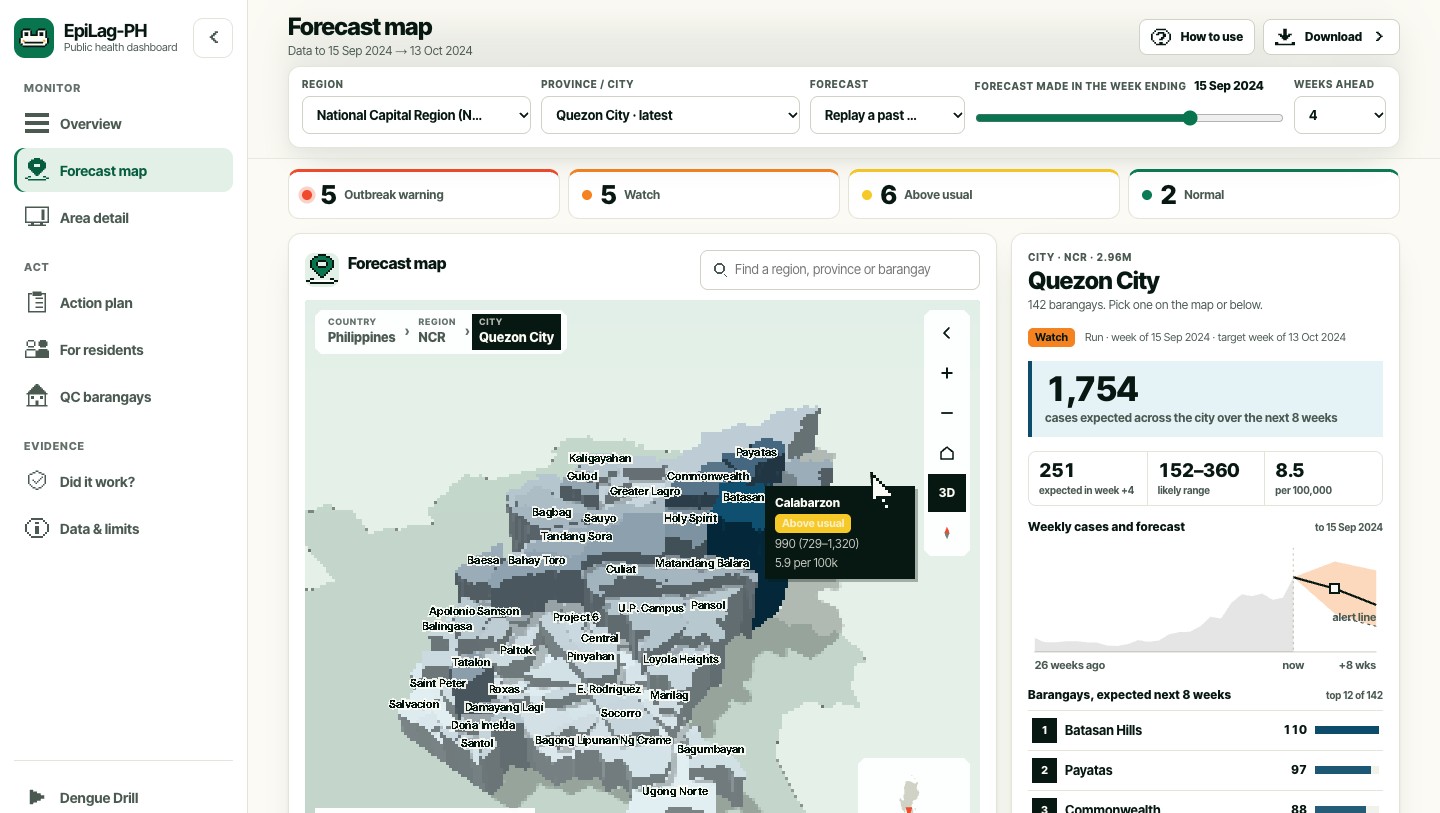 EpiLag-PH
Public health dashboard
MONITOR
Overview
Forecast map
Area detail
ACT
Action plan
For residents
QC barangays
EVIDENCE
Did it work?
Data & limits
Dengue Drill
Forecast map
Data to 15 Sep 2024 → 13 Oct 2024
How to use
Download
REGION
National Capital Region (N...
PROVINCE / CITY
Quezon City · latest
FORECAST
Replay a past ...
FORECAST MADE IN THE WEEK ENDING 15 Sep 2024
WEEKS AHEAD
4
5 Outbreak warning
5 Watch
6 Above usual
2 Normal
Forecast map
Find a region, province or barangay
COUNTRY
Philippines
›
REGION
NCR
›
CITY
Quezon City
+
−
3D
Payatas
Kaligayahan
Gulod
Commonwealth
Greater Lagro
Batasan
Bagbag
Sauyo
Holy Spirit
Tandang Sora
Baesa
Bahay Toro
Culiat
Matandang Balara
Apolonio Samson
Project 6
U.P. Campus
Pansol
Balingasa
Central
Paltok
Pinyahan
Loyola Heights
Tatalon
Saint Peter
Roxas
E. Rodriguez
Marilag
Salvacion
Damayang Lagi
Socorro
Doña Imelda
Santol
Bagong Lipunan Ng Crame
Bagumbayan
Ugong Norte
Calabarzon
Above usual
990 (729–1,320)
5.9 per 100k
CITY · NCR · 2.96M
Quezon City
142 barangays. Pick one on the map or below.
Watch
Run · week of 15 Sep 2024 · target week of 13 Oct 2024
1,754
cases expected across the city over the next 8 weeks
251
expected in week +4
152–360
likely range
8.5
per 100,000
Weekly cases and forecast
to 15 Sep 2024
alert line
26 weeks ago
now
+8 wks
Barangays, expected next 8 weeks
top 12 of 142
1 Batasan Hills 110
2 Payatas 97
3 Commonwealth 88